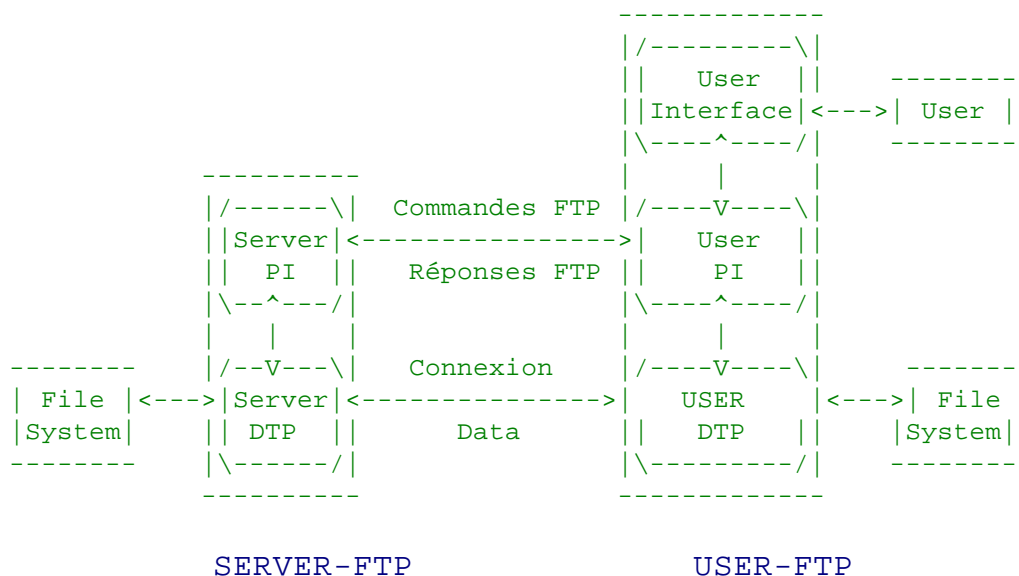 -------------
|/---------\|
||   User  ||    --------
||Interface|<--->| User |
|\----^----/|    --------
----------                 |     |     |
|/------\|  Commandes FTP |/----V----\|
||Server|<---------------->|   User  ||
||  PI  ||   Réponses FTP ||    PI   ||
|\--^---/|                |\----^----/|
|   |    |                |     |     |
--------    |/--V---\|   Connexion    |/----V----\|     -------
| File |<--->|Server|<---------------->|  USER    |<--->| File
|System|    || DTP  ||      Data      ||   DTP   ||    |System|
--------    |\------/|                |\---------/|    --------
----------                -------------
SERVER-FTP                  USER-FTP